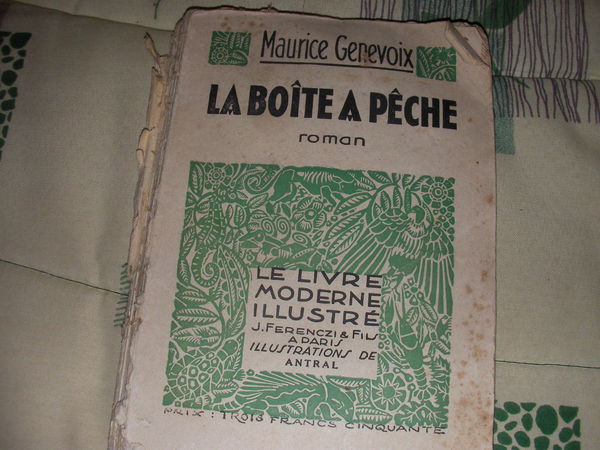 Maurice Genevoix
LA BOÎTE A PÊCHE
roman
LE LIVRE
MODERNE
ILLUSTRÉ
J. FERENCZI & FILS
A PARIS
ILLUSTRATIONS DE
ANTRAL
PRIX : TROIS FRANCS CINQUANTE